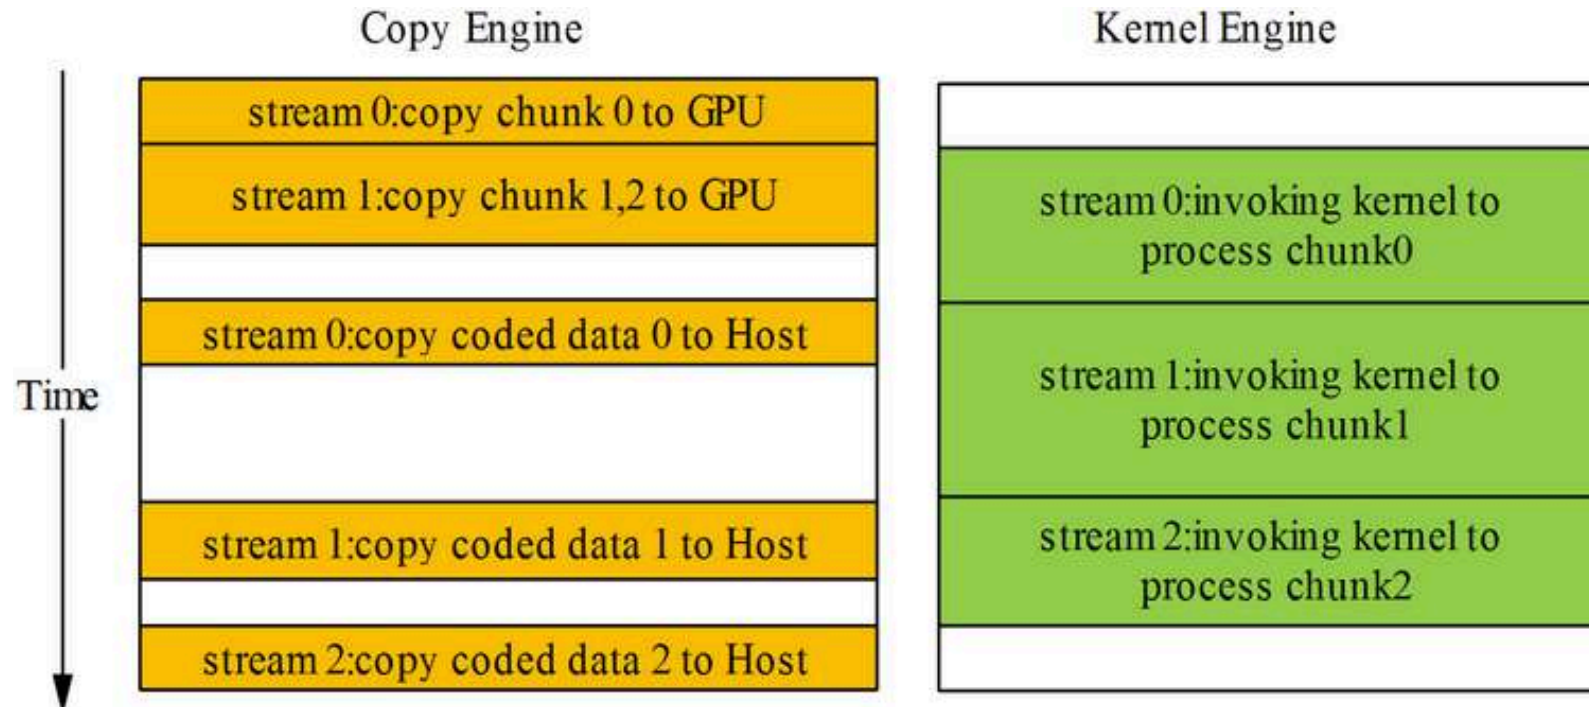 Copy Engine
Kernel Engine
Time
stream 0:copy chunk 0 to GPU
stream 1:copy chunk 1,2 to GPU
stream 0:copy coded data 0 to Host
stream 1:copy coded data 1 to Host
stream 2:copy coded data 2 to Host
stream 0:invoking kernel to
process chunk0
stream 1:invoking kernel to
process chunk1
stream 2:invoking kernel to
process chunk2